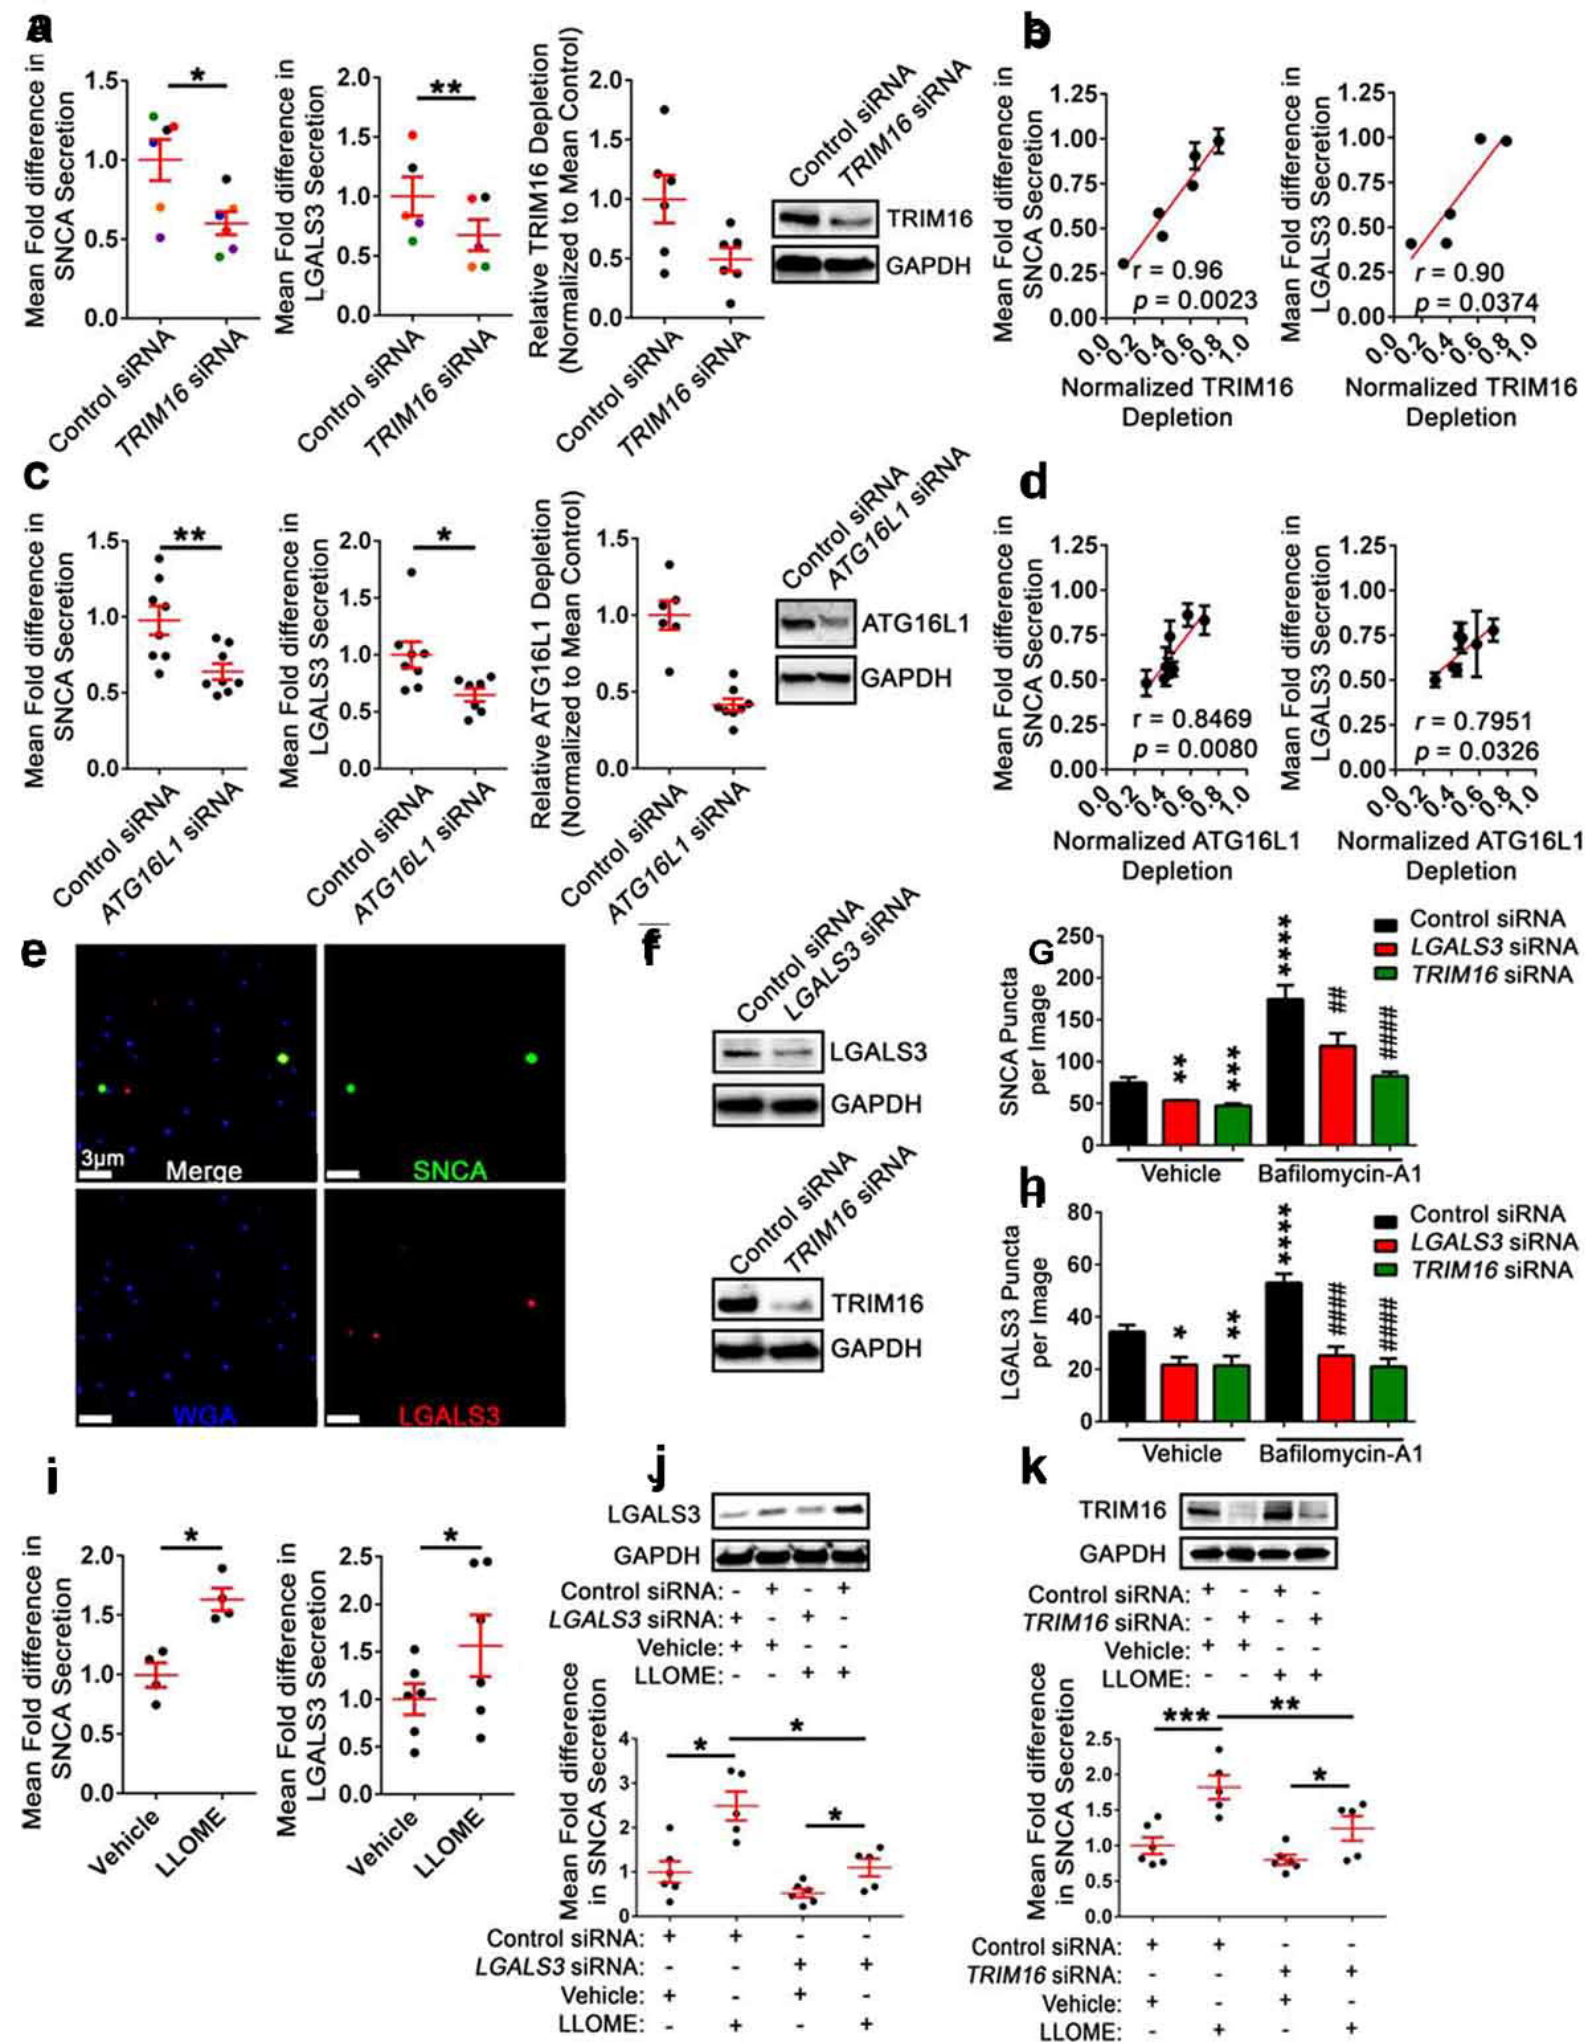 a
Mean Fold difference in
SNCA Secretion
1.5
1.0
0.5
0.0
*
Control siRNA
TRIM16 siRNA
Mean Fold difference in
LGALS3 Secretion
2.0
1.5
1.0
0.5
0.0
**
Control siRNA
TRIM16 siRNA
Relative TRIM16 Depletion
(Normalized to Mean Control)
2.0
1.5
1.0
0.5
0.0
Control siRNA
TRIM16 siRNA
Control siRNA
TRIM16 siRNA
TRIM16
GAPDH
b
Mean Fold difference in
SNCA Secretion
1.25
1.00
0.75
0.50
0.25
0.00
r = 0.96
p = 0.0023
0.0 0.2 0.4 0.6 0.8 1.0
Normalized TRIM16
Depletion
Maan Fold difference in
LGALS3 Secretion
1.25
1.00
0.75
0.50
0.25
0.00
r = 0.90
p = 0.0374
0.0 0.2 0.4 0.6 0.8 1.0
Normalized TRIM16
Depletion
c
Mean Fold difference in
SNCA Secretion
1.5
1.0
0.5
0.0
**
Control siRNA
ATG16L1 siRNA
Mean Fold difference in
LGALS3 Secretion
2.0
1.5
1.0
0.5
0.0
*
Control siRNA
ATG16L1 siRNA
Relative ATG16L1 Depletion
(Normalized to Mean Control)
1.5
1.0
0.5
0.0
Control siRNA
ATG16L1 siRNA
Control siRNA
ATG16L1 siRNA
ATG16L1
GAPDH
d
Mean Fold difference in
SNCA Secretion
1.25
1.00
0.75
0.50
0.25
0.00
r = 0.8469
p = 0.0080
0.0 0.2 0.4 0.6 0.8 1.0
Normalized ATG16L1
Depletion
Maan Fold difference in
LGALS3 Secretion
1.25
1.00
0.75
0.50
0.25
0.00
r = 0.7951
p = 0.0326
0.0 0.2 0.4 0.6 0.8 1.0
Normalized ATG16L1
Depletion
e
3µm
Merge
SNCA
WGA
LGALS3
f
Control siRNA
LGALS3 siRNA
LGALS3
GAPDH
Control siRNA
TRIM16 siRNA
TRIM16
GAPDH
G
SNCA Puncta
per Image
250
200
150
100
50
0
** *** **** ## ####
Control siRNA
LGALS3 siRNA
TRIM16 siRNA
Vehicle Bafilomycin-A1
h
LGALS3 Puncta
per Image
80
60
40
20
0
* ** **** #### ####
Control siRNA
LGALS3 siRNA
TRIM16 siRNA
Vehicle Bafilomycin-A1
i
Mean Fold difference in
SNCA Secretion
2.0
1.5
1.0
0.5
0.0
*
Vehicle
LLOME
Mean Fold difference in
LGALS3 Secretion
2.5
2.0
1.5
1.0
0.5
0.0
*
Vehicle
LLOME
j
LGALS3
GAPDH
Control siRNA: - + - +
LGALS3 siRNA: + - + -
Vehicle: + + - -
LLOME: - - + +
Mean Fold difference
in SNCA Secretion
4
3
2
1
0
* * *
Control siRNA: + + - -
LGALS3 siRNA: - - + +
Vehicle: + - + -
LLOME: - + - +
k
TRIM16
GAPDH
Control siRNA: + - + -
TRIM16 siRNA: - + - +
Vehicle: + + - -
LLOME: - - + +
Mean Fold difference
in SNCA Secretion
2.5
2.0
1.5
1.0
0.5
0.0
*** ** *
Control siRNA: + + - -
TRIM16 siRNA: - - + +
Vehicle: + - + -
LLOME: - + - +